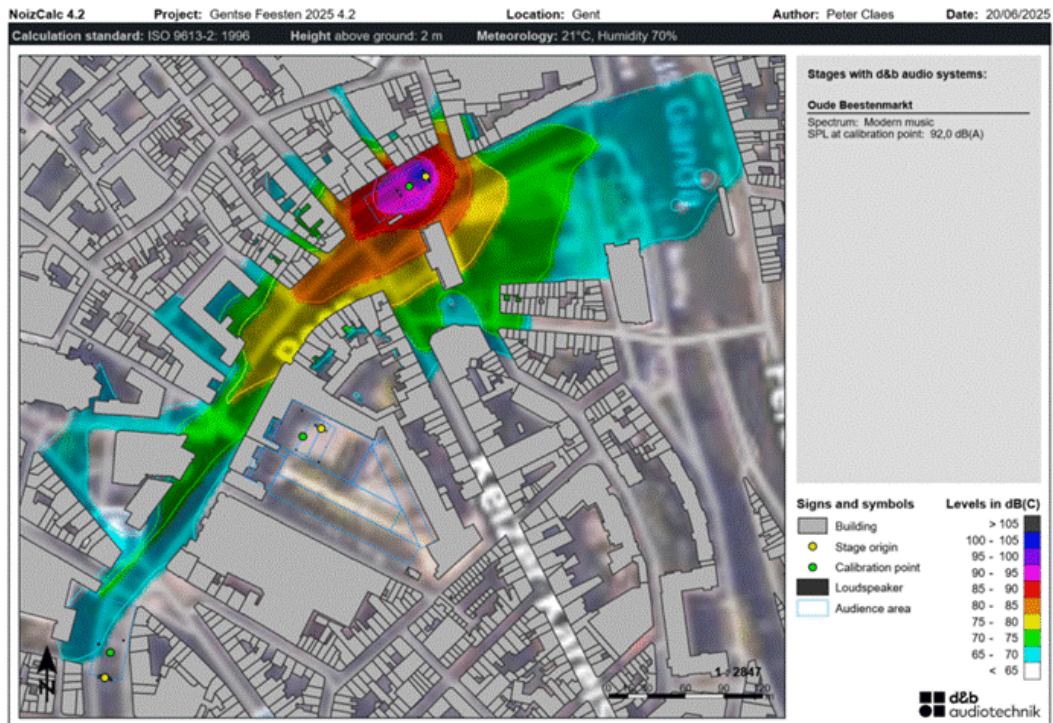 NoizCalc 4.2 Project: Gentse Feesten 2025 4.2 Location: Gent Author: Peter Claes Date: 20/06/2025
Calculation standard: ISO 9613-2: 1996 Height above ground: 2 m Meteorology: 21°C, Humidity 70%
Stages with d&b audio systems:
Oude Beestenmarkt
Spectrum: Modern music
SPL at calibration point: 92,0 dB(A)
Signs and symbols
Building
Stage origin
Calibration point
Loudspeaker
Audience area
Levels in dB(C)
> 105
100 - 105
95 - 100
90 - 95
85 - 90
80 - 85
75 - 80
70 - 75
65 - 70
< 65
N
1 : 2847
d&b
audiotechnik